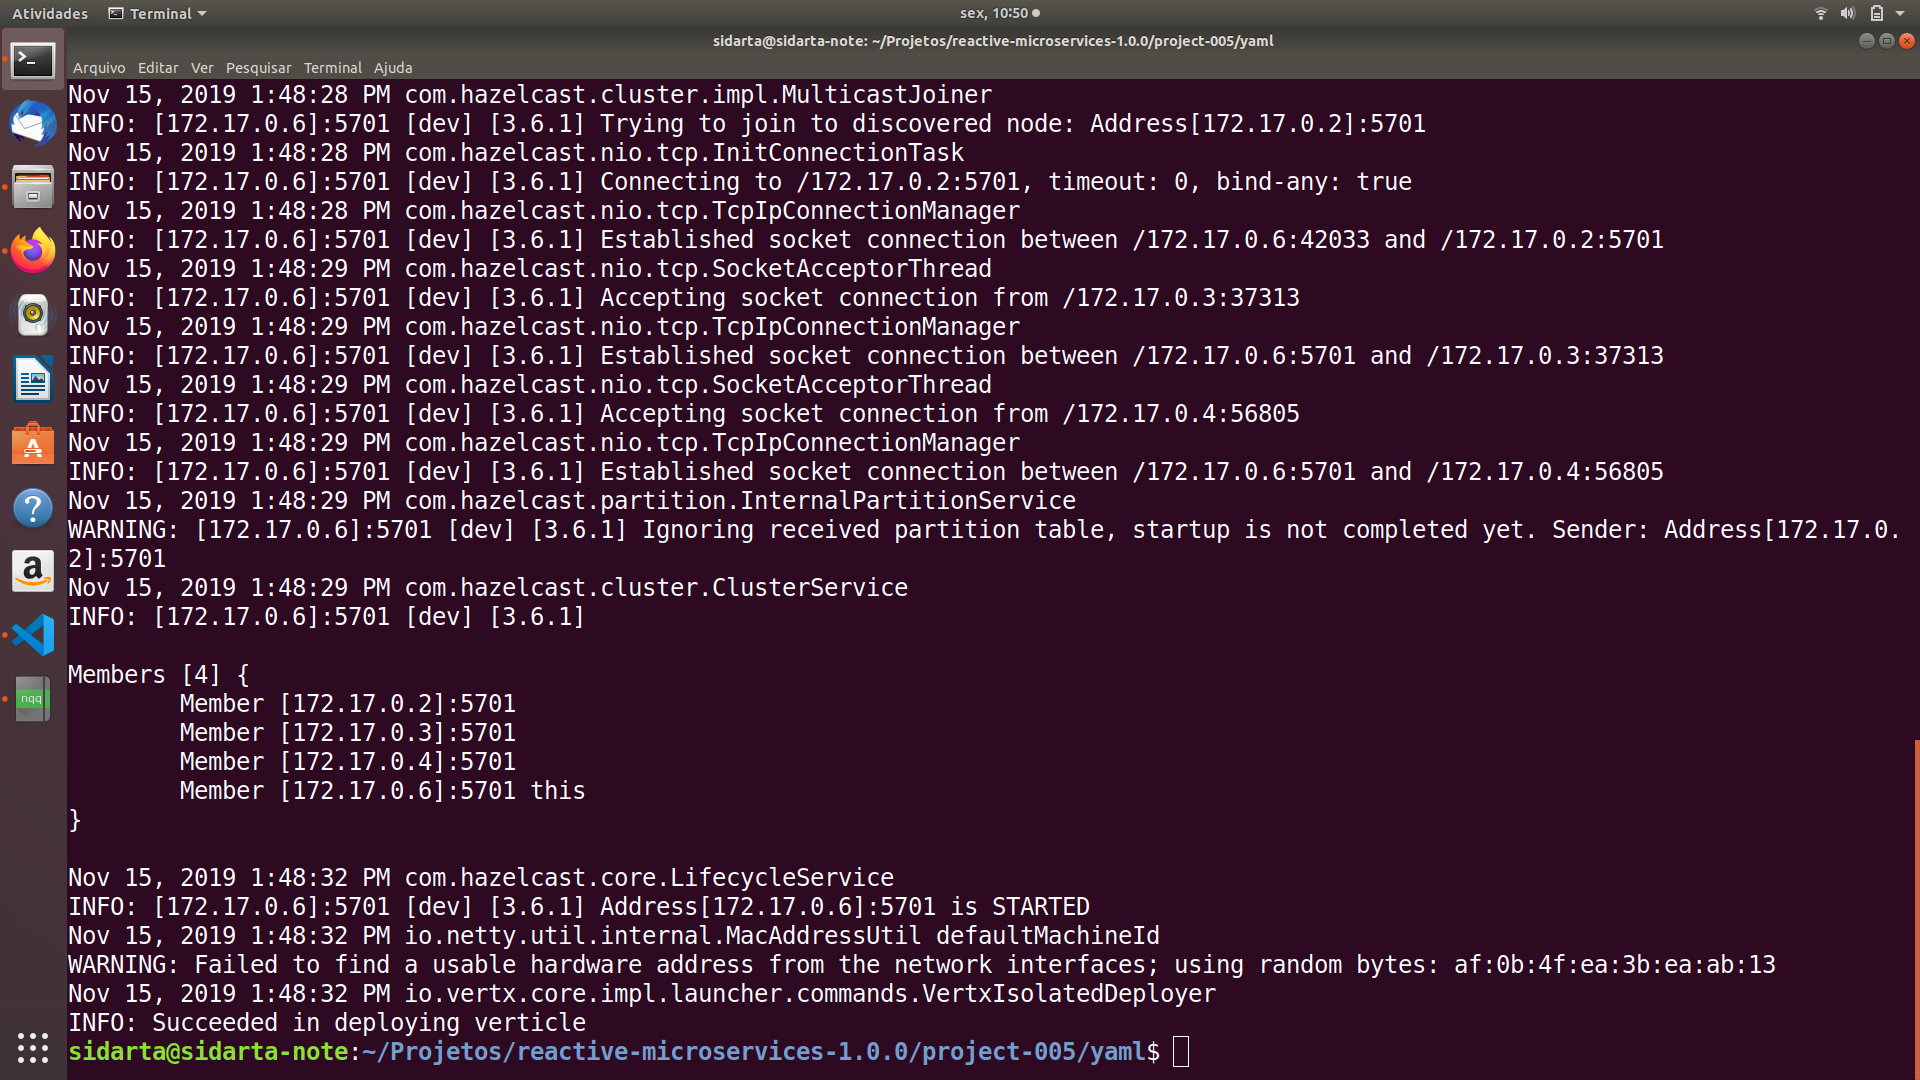 Atividades
Terminal
sex, 10:50
sidarta@sidarta-note: ~/Projetos/reactive-microservices-1.0.0/project-005/yaml
Arquivo Editar Ver Pesquisar Terminal Ajuda
Nov 15, 2019 1:48:28 PM com.hazelcast.cluster.impl.MulticastJoiner
INFO: [172.17.0.6]:5701 [dev] [3.6.1] Trying to join to discovered node: Address[172.17.0.2]:5701
Nov 15, 2019 1:48:28 PM com.hazelcast.nio.tcp.InitConnectionTask
INFO: [172.17.0.6]:5701 [dev] [3.6.1] Connecting to /172.17.0.2:5701, timeout: 0, bind-any: true
Nov 15, 2019 1:48:28 PM com.hazelcast.nio.tcp.TcpIpConnectionManager
INFO: [172.17.0.6]:5701 [dev] [3.6.1] Established socket connection between /172.17.0.6:42033 and /172.17.0.2:5701
Nov 15, 2019 1:48:29 PM com.hazelcast.nio.tcp.SocketAcceptorThread
INFO: [172.17.0.6]:5701 [dev] [3.6.1] Accepting socket connection from /172.17.0.3:37313
Nov 15, 2019 1:48:29 PM com.hazelcast.nio.tcp.TcpIpConnectionManager
INFO: [172.17.0.6]:5701 [dev] [3.6.1] Established socket connection between /172.17.0.6:5701 and /172.17.0.3:37313
Nov 15, 2019 1:48:29 PM com.hazelcast.nio.tcp.SocketAcceptorThread
INFO: [172.17.0.6]:5701 [dev] [3.6.1] Accepting socket connection from /172.17.0.4:56805
Nov 15, 2019 1:48:29 PM com.hazelcast.nio.tcp.TcpIpConnectionManager
INFO: [172.17.0.6]:5701 [dev] [3.6.1] Established socket connection between /172.17.0.6:5701 and /172.17.0.4:56805
Nov 15, 2019 1:48:29 PM com.hazelcast.partition.InternalPartitionService
WARNING: [172.17.0.6]:5701 [dev] [3.6.1] Ignoring received partition table, startup is not completed yet. Sender: Address[172.17.0.
2]:5701
Nov 15, 2019 1:48:29 PM com.hazelcast.cluster.ClusterService
INFO: [172.17.0.6]:5701 [dev] [3.6.1]
Members [4] {
Member [172.17.0.2]:5701
Member [172.17.0.3]:5701
Member [172.17.0.4]:5701
Member [172.17.0.6]:5701 this
}
Nov 15, 2019 1:48:32 PM com.hazelcast.core.LifecycleService
INFO: [172.17.0.6]:5701 [dev] [3.6.1] Address[172.17.0.6]:5701 is STARTED
Nov 15, 2019 1:48:32 PM io.netty.util.internal.MacAddressUtil defaultMachineId
WARNING: Failed to find a usable hardware address from the network interfaces; using random bytes: af:0b:4f:ea:3b:ea:ab:13
Nov 15, 2019 1:48:32 PM io.vertx.core.impl.launcher.commands.VertxIsolatedDeployer
INFO: Succeeded in deploying verticle
sidarta@sidarta-note:~/Projetos/reactive-microservices-1.0.0/project-005/yaml$
nqq